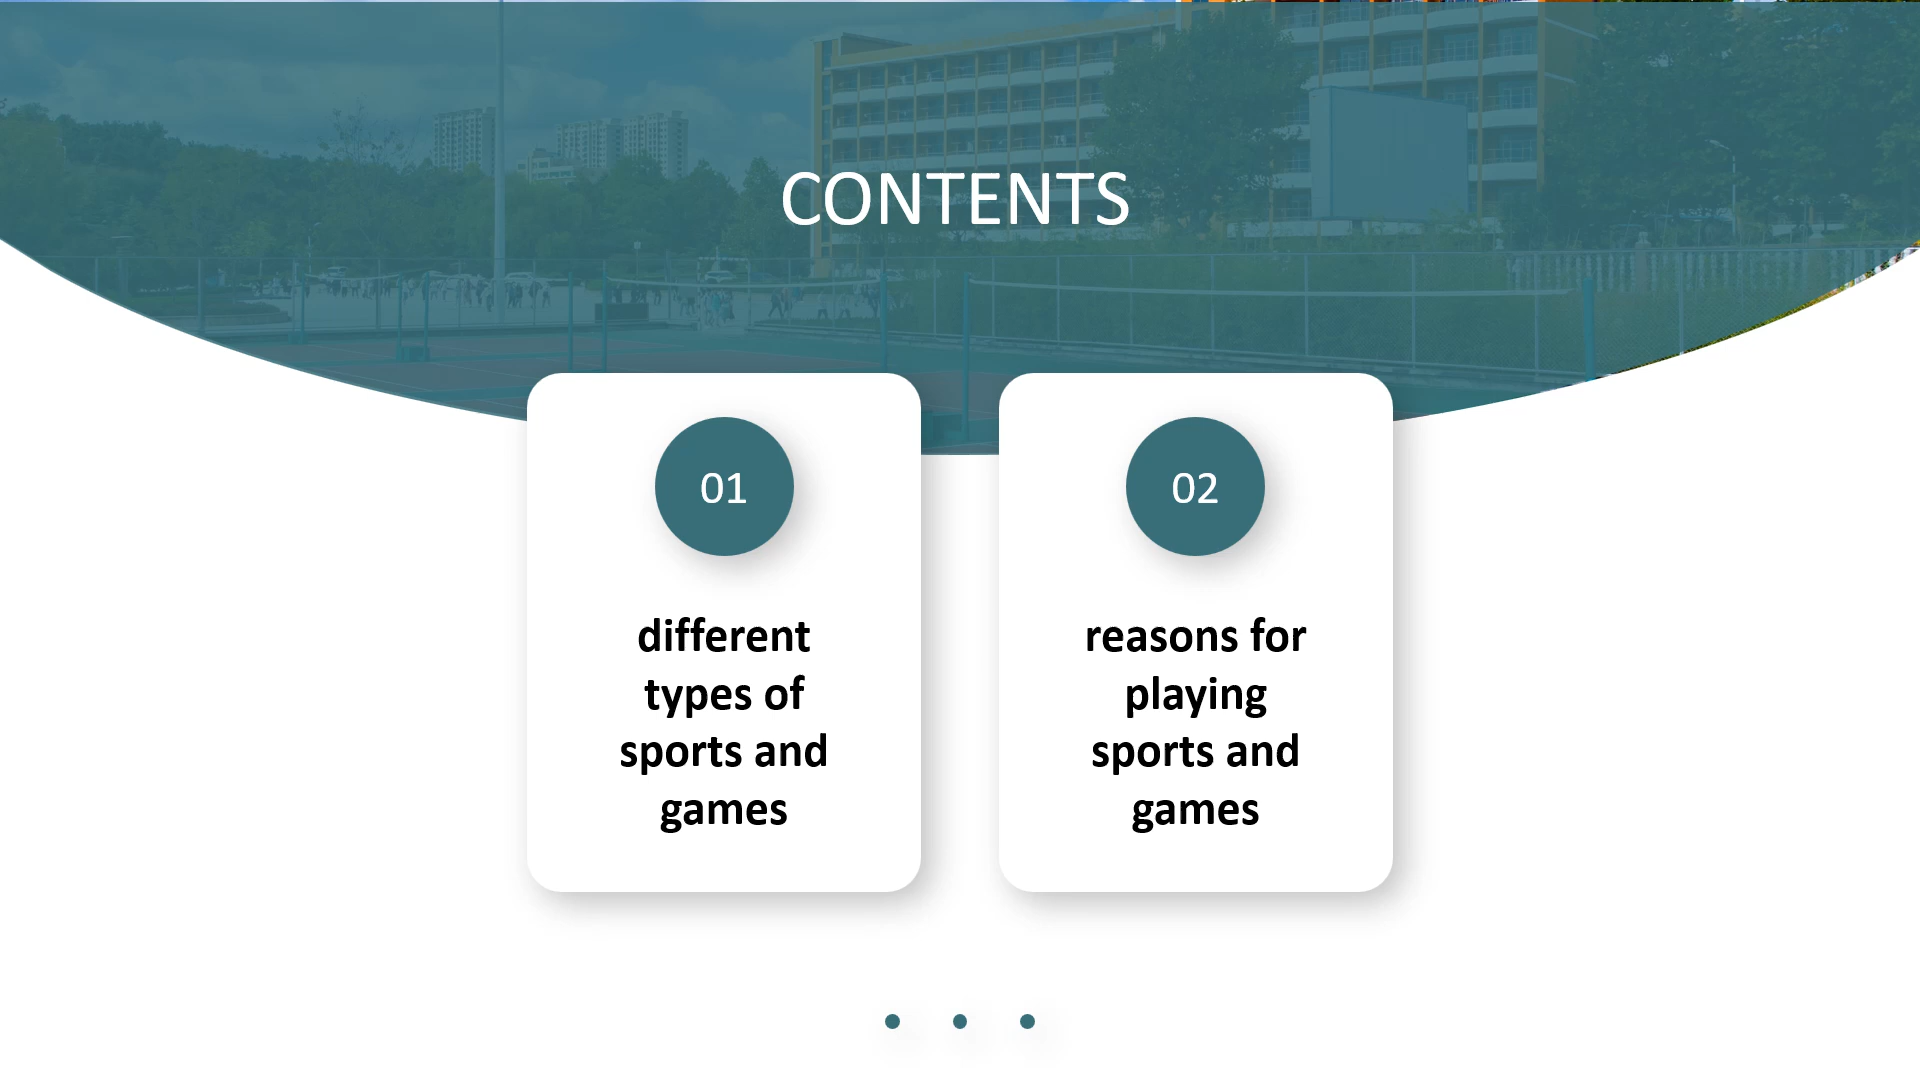 CONTENTS
01
different
types of
sports and
games
02
reasons for
playing
sports and
games